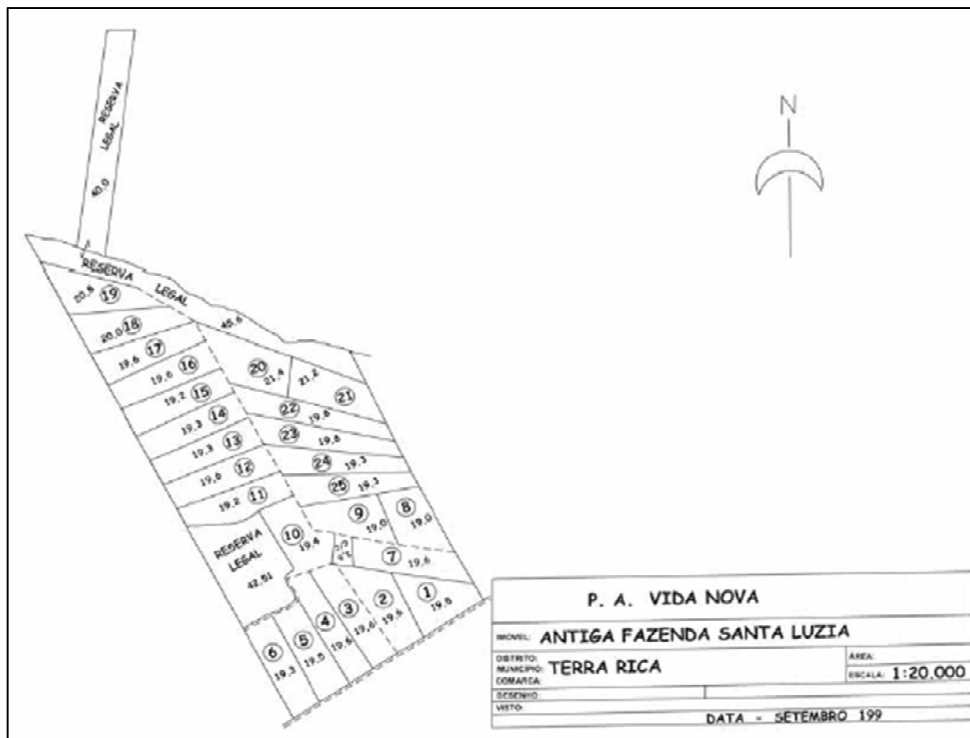 N
RESERVA
LEGAL
40,0
RESERVA LEGAL
45,6
20,8 19
20,0 18
19,6 17
19,6 16
19,2 15
19,3 14
19,3 13
19,6 12
19,2 11
20 21,4
21,2 21
22 19,8
23 19,8
24 19,3
25 19,3
9 19,0
8 19,0
10 19,4
7 19,6
RESERVA
LEGAL
42,51
1 19,8
2 19,6
3 19,6
4 19,6
5 19,5
6 19,3
P. A. VIDA NOVA
IMOVEL: ANTIGA FAZENDA SANTA LUZIA
DISTRITO:
MUNICIPIO: TERRA RICA
COMARCA:
ÁREA:
ESCALA: 1:20.000
DESENHO:
VISTO:
DATA - SETEMBRO 199